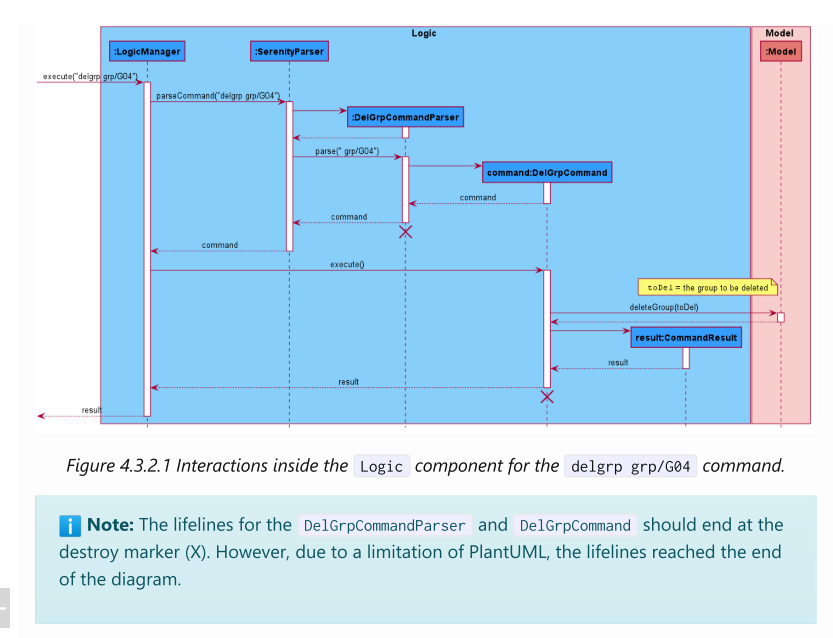 Logic
Model
:LogicManager
:SerenityParser
:Model
execute("delgrp grp/G04")
parseCommand("delgrp grp/G04")
:DelGrpCommandParser
parse(" grp/G04")
command:DelGrpCommand
command
command
command
execute()
toDel = the group to be deleted
deleteGroup(toDel)
result:CommandResult
result
result
result
Figure 4.3.2.1 Interactions inside the Logic component for the delgrp grp/G04 command.
i Note: The lifelines for the DelGrpCommandParser and DelGrpCommand should end at the
destroy marker (X). However, due to a limitation of PlantUML, the lifelines reached the end
of the diagram.